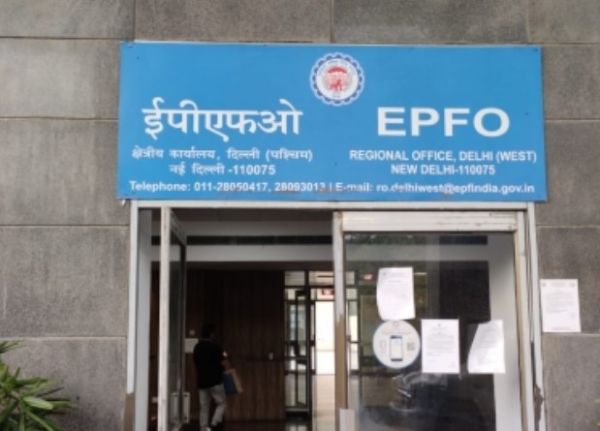 ईपीएफओ
EPFO
क्षेत्रीय कार्यालय, दिल्ली (पश्चिम)
नई दिल्ली -110075
REGIONAL OFFICE, DELHI (WEST)
NEW DELHI-110075
Telephone: 011-28050417, 28093013 | E-mail: ro.delhiwest@epfindia.gov.in